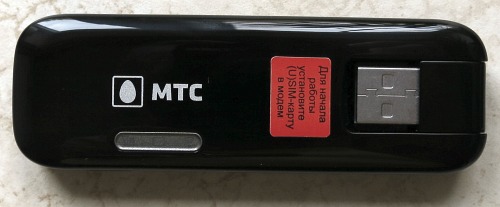 МТС
Для начала
работы
установите
(U)SIM-карту
в модем